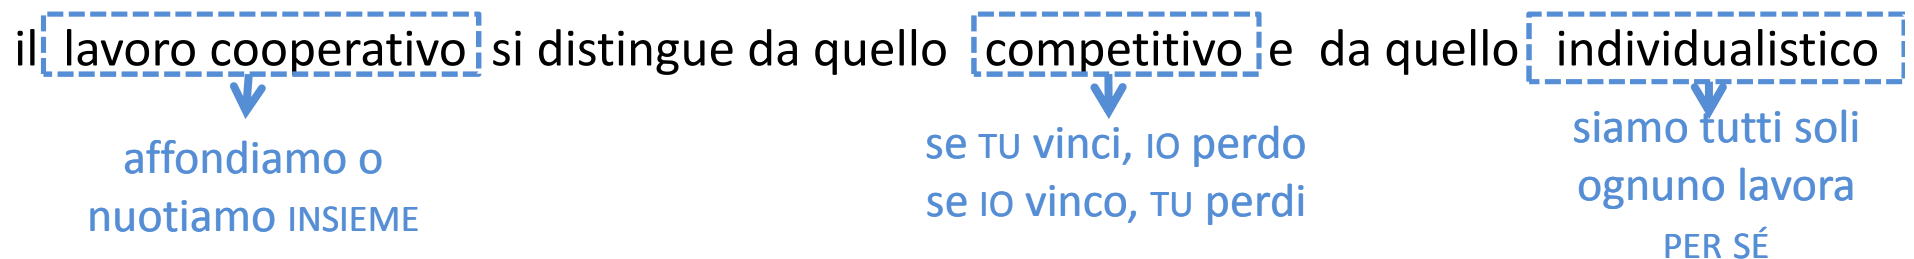 il lavoro cooperativo si distingue da quello competitivo e da quello individualistico
affondiamo o
nuotiamo INSIEME
se TU vinci, IO perdo
se IO vinco, TU perdi
siamo tutti soli
ognuno lavora
PER SÉ